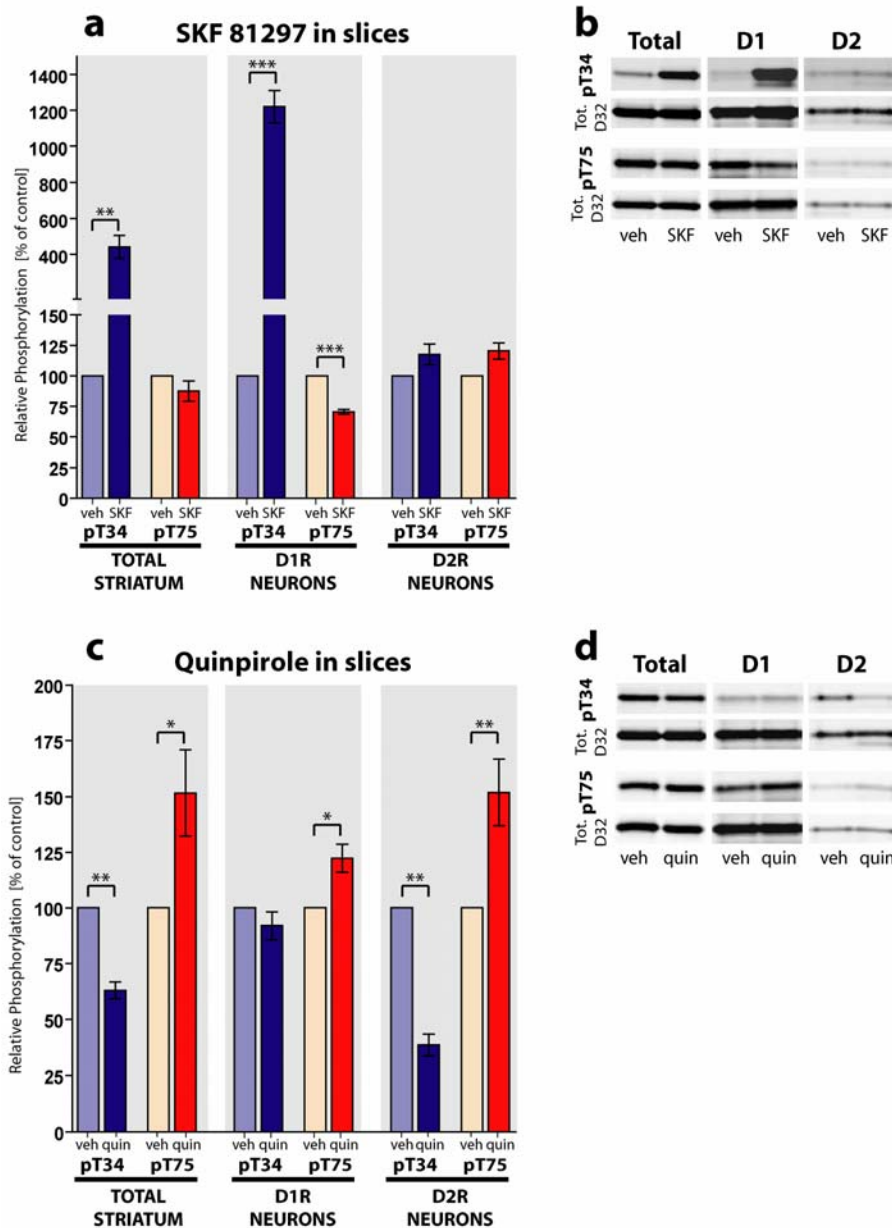 a
SKF 81297 in slices
Relative Phosphorylation [% of control]
1400
1200
1000
800
600
400
150
125
100
75
50
25
0
** *** ***
veh SKF veh SKF veh SKF veh SKF veh SKF veh SKF
pT34 pT75 pT34 pT75 pT34 pT75
TOTAL STRIATUM
D1R NEURONS
D2R NEURONS
b
Total D1 D2
pT34
Tot. D32
pT75
Tot. D32
veh SKF veh SKF veh SKF
c
Quinpirole in slices
Relative Phosphorylation [% of control]
200
175
150
125
100
75
50
25
0
** * * ** **
veh quin veh quin veh quin veh quin veh quin veh quin
pT34 pT75 pT34 pT75 pT34 pT75
TOTAL STRIATUM
D1R NEURONS
D2R NEURONS
d
Total D1 D2
pT34
Tot. D32
pT75
Tot. D32
veh quin veh quin veh quin